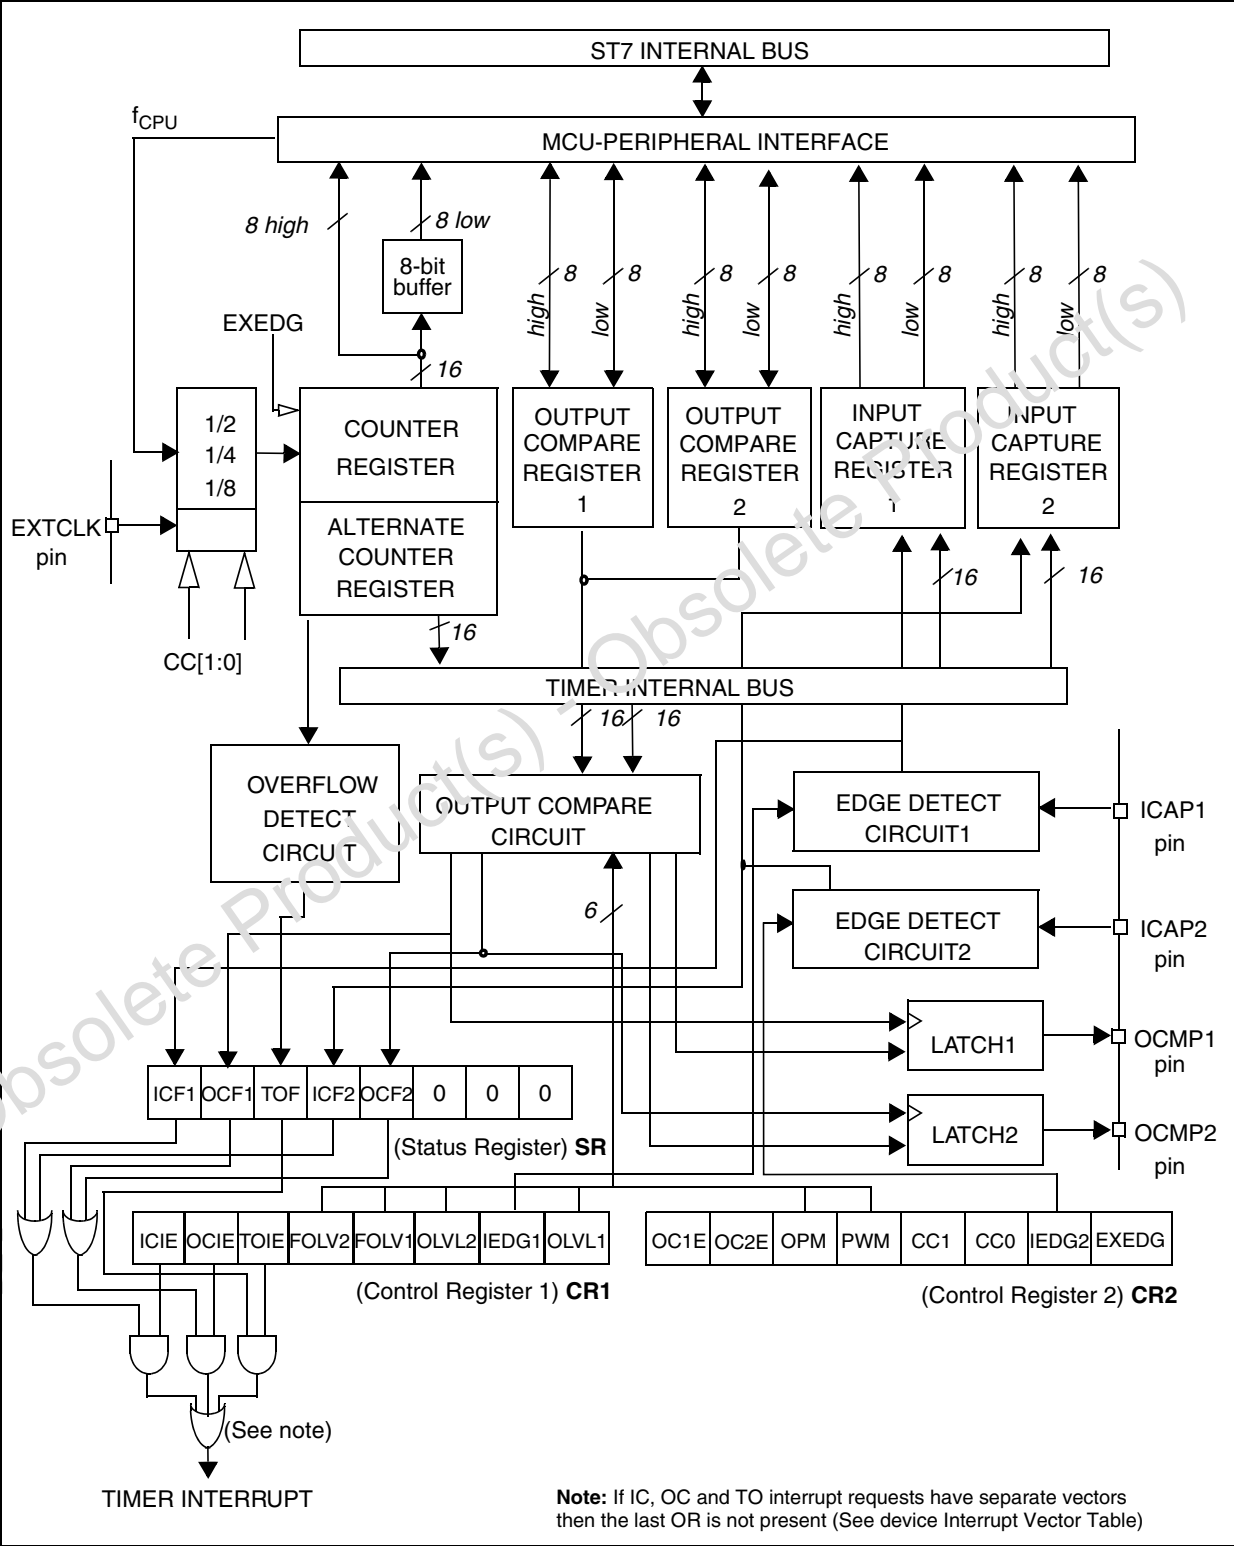 ST7 INTERNAL BUS
fCPU
MCU-PERIPHERAL INTERFACE
8 high
8 low
8-bit
buffer
high
8
low
8
high
8
low
8
high
8
low
8
high
8
low
8
EXEDG
16
1/2
1/4
1/8
COUNTER
REGISTER
ALTERNATE
COUNTER
REGISTER
OUTPUT
COMPARE
REGISTER
1
OUTPUT
COMPARE
REGISTER
2
INPUT
CAPTURE
REGISTER
1
INPUT
CAPTURE
REGISTER
2
EXTCLK
pin
CC[1:0]
16
16
16
TIMER INTERNAL BUS
16
16
OVERFLOW
DETECT
CIRCUIT
OUTPUT COMPARE
CIRCUIT
EDGE DETECT
CIRCUIT1
ICAP1
pin
6
EDGE DETECT
CIRCUIT2
ICAP2
pin
LATCH1
OCMP1
pin
LATCH2
OCMP2
pin
ICF1 OCF1 TOF ICF2 OCF2 0 0 0
(Status Register) SR
ICIE OCIE TOIE FOLV2 FOLV1 OLVL2 IEDG1 OLVL1
(Control Register 1) CR1
OC1E OC2E OPM PWM CC1 CC0 IEDG2 EXEDG
(Control Register 2) CR2
(See note)
TIMER INTERRUPT
Note: If IC, OC and TO interrupt requests have separate vectors
then the last OR is not present (See device Interrupt Vector Table)
Obsolete Product(s) - Obsolete Product(s)